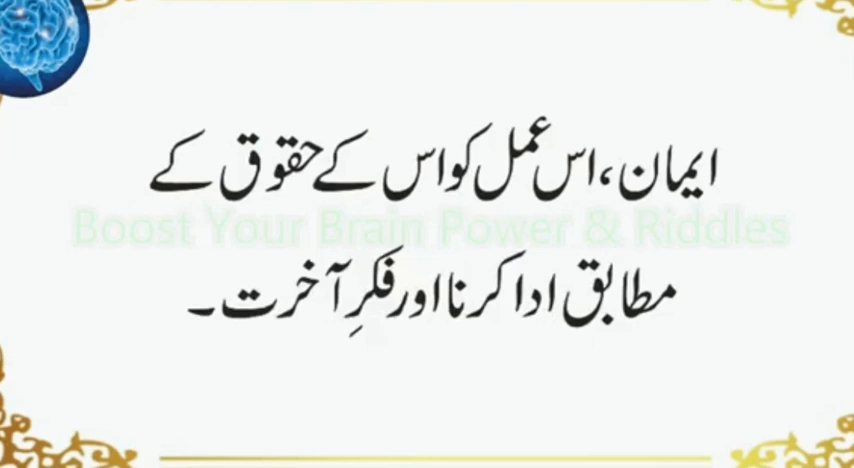 ایمان، اس عمل کو اس کے حقوق کے
Boost Your Brain Power & Riddles
مطابق ادا کرنا اور فکرِ آخرت۔